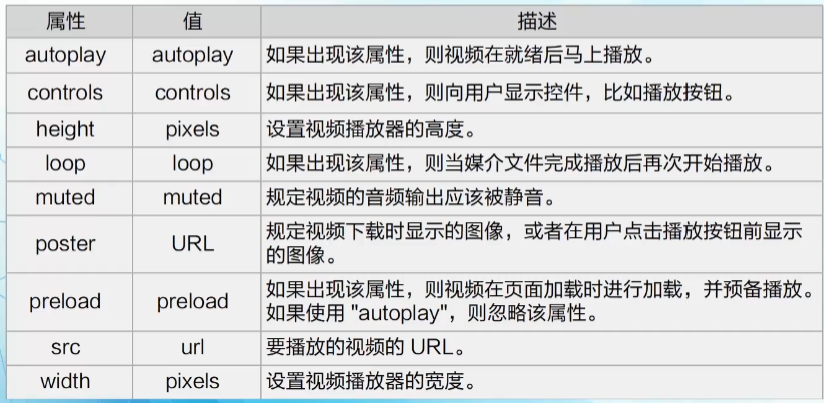 属性 值 描述
autoplay autoplay 如果出现该属性，则视频在就绪后马上播放。
controls controls 如果出现该属性，则向用户显示控件，比如播放按钮。
height pixels 设置视频播放器的高度。
loop loop 如果出现该属性，则当媒介文件完成播放后再次开始播放。
muted muted 规定视频的音频输出应该被静音。
poster URL 规定视频下载时显示的图像，或者在用户点击播放按钮前显示
的图像。
preload preload 如果出现该属性，则视频在页面加载时进行加载，并预备播放。
如果使用 "autoplay"，则忽略该属性。
src url 要播放的视频的 URL。
width pixels 设置视频播放器的宽度。